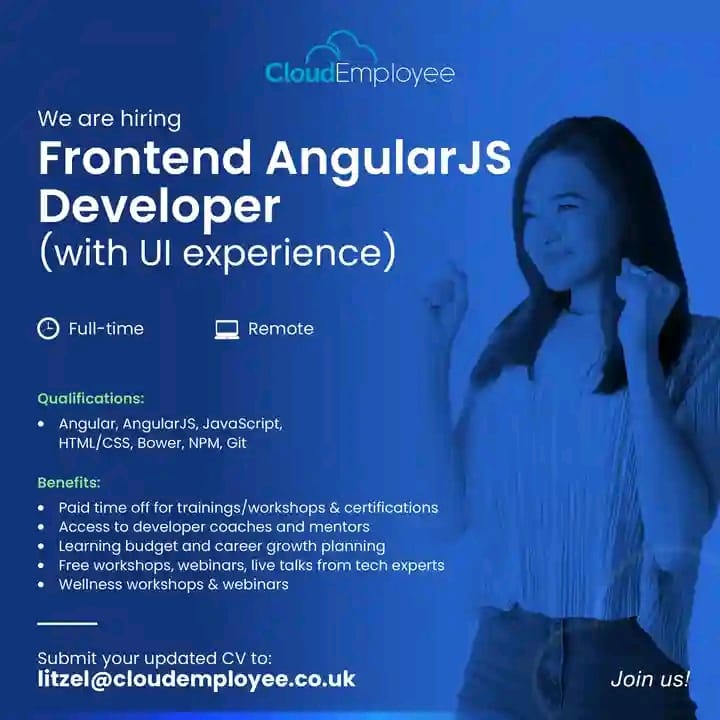 CloudEmployee
We are hiring
Frontend AngularJS
Developer
(with UI experience)
Full-time
Remote
Qualifications:
• Angular, AngularJS, JavaScript,
HTML/CSS, Bower, NPM, Git
Benefits:
• Paid time off for trainings/workshops & certifications
• Access to developer coaches and mentors
• Learning budget and career growth planning
• Free workshops, webinars, live talks from tech experts
• Wellness workshops & webinars
Submit your updated CV to:
litzel@cloudemployee.co.uk
Join us!